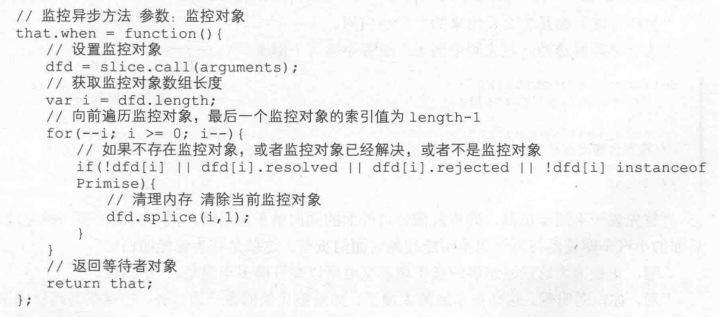 // 监控异步方法 参数：监控对象
that.when = function(){
// 设置监控对象
dfd = slice.call(arguments);
// 获取监控对象数组长度
var i = dfd.length;
// 向前遍历监控对象，最后一个监控对象的索引值为 length-1
for(--i; i >= 0; i--){
// 如果不存在监控对象，或者监控对象已经解决，或者不是监控对象
if(!dfd[i] || dfd[i].resolved || dfd[i].rejected || !dfd[i] instanceof
Primise){
// 清理内存 清除当前监控对象
dfd.splice(i,1);
}
}
// 返回等待者对象
return that;
};